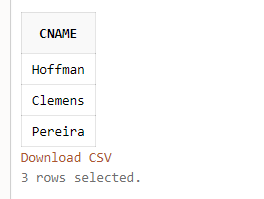 CNAME
Hoffman
Clemens
Pereira
Download CSV
3 rows selected.